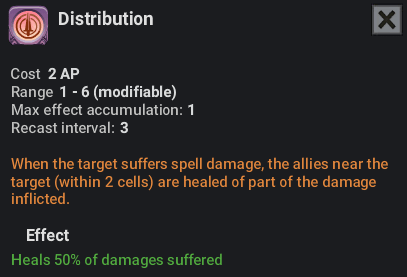 Distribution
Cost 2 AP
Range 1 - 6 (modifiable)
Max effect accumulation: 1
Recast interval: 3
When the target suffers spell damage, the allies near the
target (within 2 cells) are healed of part of the damage
inflicted.
Effect
Heals 50% of damages suffered